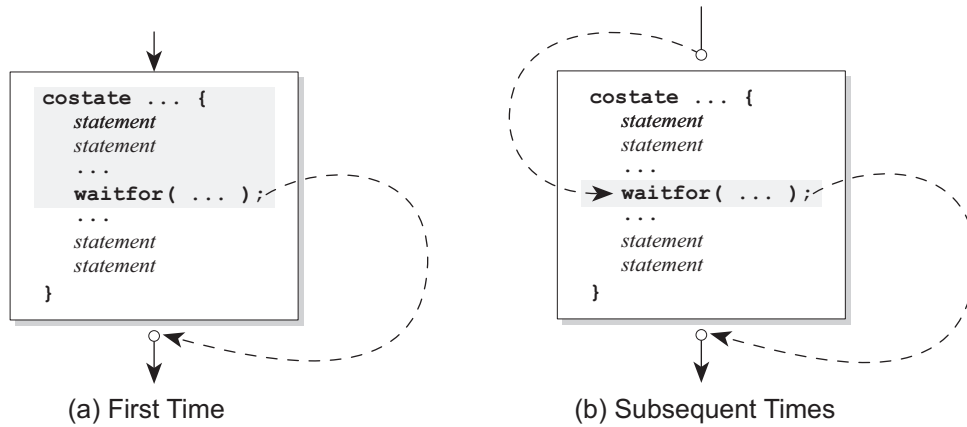 costate ... {
statement
statement
...
waitfor( ... );
...
statement
statement
}
(a) First Time
costate ... {
statement
statement
...
waitfor( ... );
...
statement
statement
}
(b) Subsequent Times